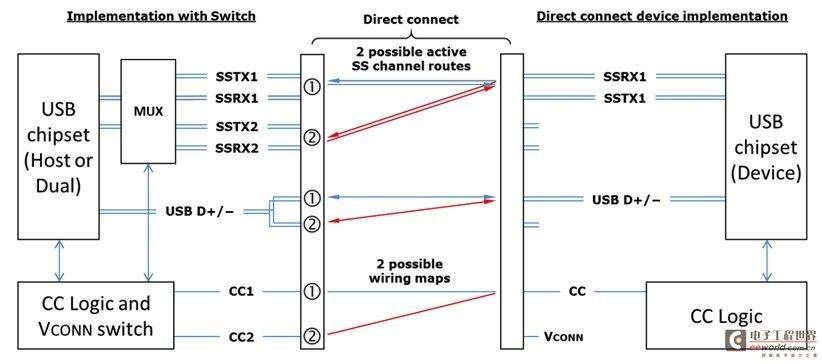 Implementation with Switch
Direct connect
Direct connect device implementation
2 possible active
SS channel routes
USB
chipset
(Host or
Dual)
MUX
SSTX1
SSRX1
SSTX2
SSRX2
①
②
SSRX1
SSTX1
USB
chipset
(Device)
USB D+/−
①
②
USB D+/−
2 possible
wiring maps
CC Logic and
VCONN switch
CC1
CC2
①
②
CC
VCONN
CC Logic
电子工程世界
eeworld.com.cn